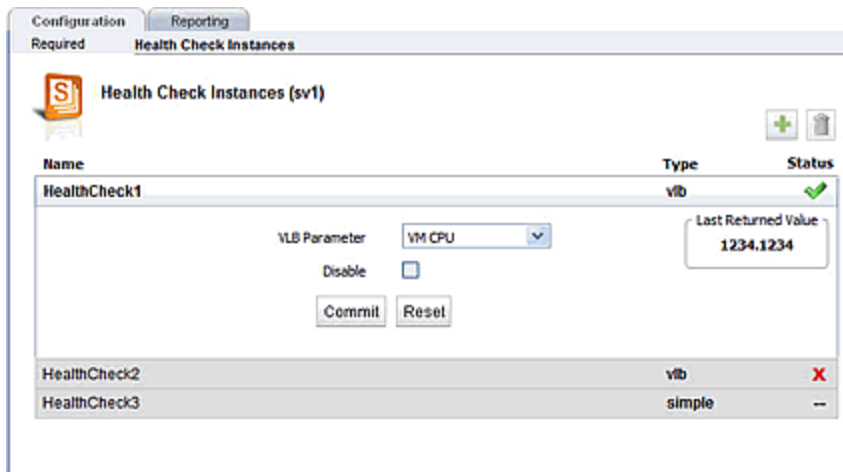 Configuration Reporting
Required Health Check Instances
S Health Check Instances (sv1)
Name Type Status
HealthCheck1 vlb
Last Returned Value
VLB Parameter VM CPU 1234.1234
Disable
Commit Reset
HealthCheck2 vlb X
HealthCheck3 simple --